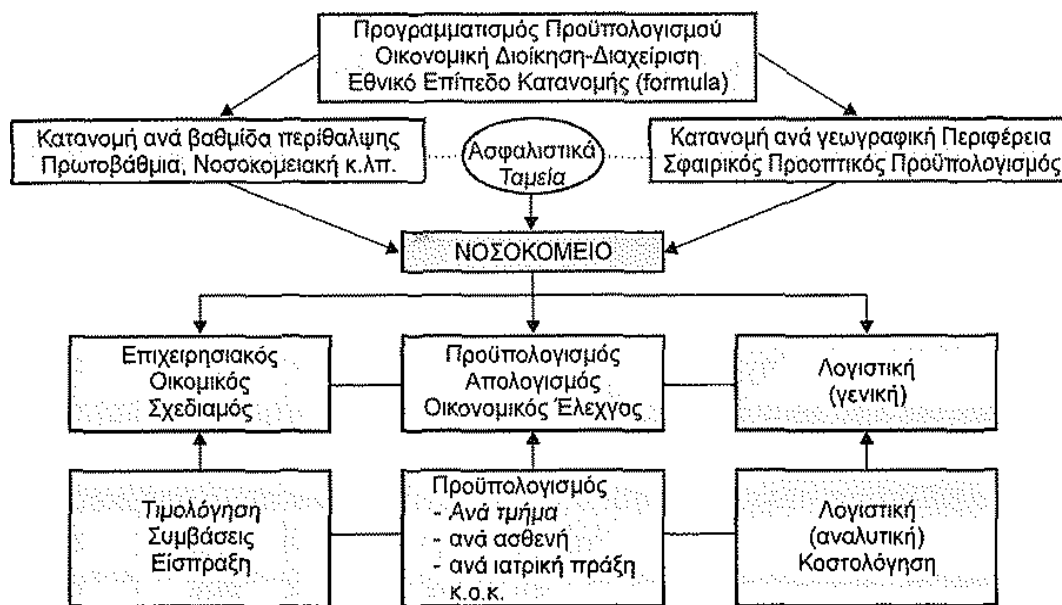 Προγραμματισμός Προϋπολογισμού
Οικονομική Διοίκηση-Διαχείριση
Εθνικό Επίπεδο Κατανομής (formula)
Κατανομή ανά βαθμίδα περίθαλψης
Πρωτοβάθμια, Νοσοκομειακή κ.λπ.
Ασφαλιστικά
Ταμεία
Κατανομή ανά γεωγραφική Περιφέρεια
Σφαιρικός Προοπτικός Προϋπολογισμός
ΝΟΣΟΚΟΜΕΙΟ
Επιχειρησιακός
Οικομικός
Σχεδιαμός
Προϋπολογισμός
Απολογισμός
Οικονομικός Έλεχγος
Λογιστική
(γενική)
Τιμολόγηση
Συμβάσεις
Είσπραξη
Προϋπολογισμός
- Ανά τμήμα
- ανά ασθενή
- ανά ιατρική πράξη
κ.ο.κ.
Λογιστική
(αναλυτική)
Κοστολόγηση